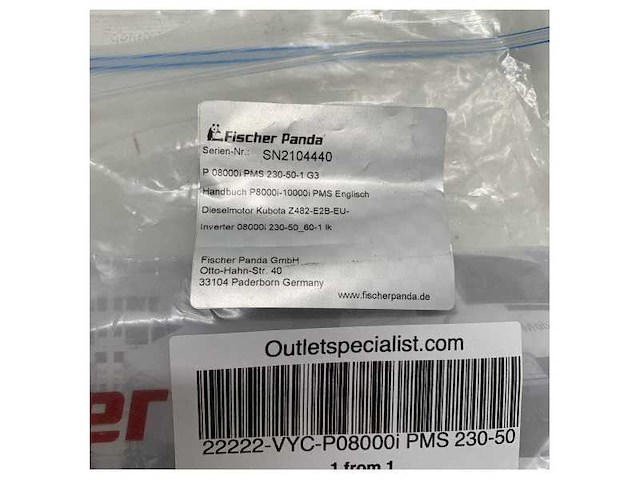 Fischer Panda
Serien-Nr.: SN2104440
P 08000i PMS 230-50-1 G3
Handbuch P8000i-10000i PMS Englisch
Dieselmotor Kubota Z482-E2B-EU-
Inverter 08000i 230-50_60-1 lk
Fischer Panda GmbH
Otto-Hahn-Str. 40
33104 Paderborn Germany
www.fischerpanda.de
Outletspecialist.com
er
22222-VYC-P08000i PMS 230-50
1 from 1